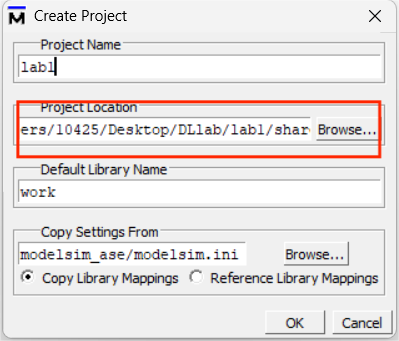 Create Project
Project Name
lab1
Project Location
ers/10425/Desktop/DLlab/lab1/shar
Browse...
Default Library Name
work
Copy Settings From
modelsim_ase/modelsim.ini
Browse...
Copy Library Mappings Reference Library Mappings
OK Cancel